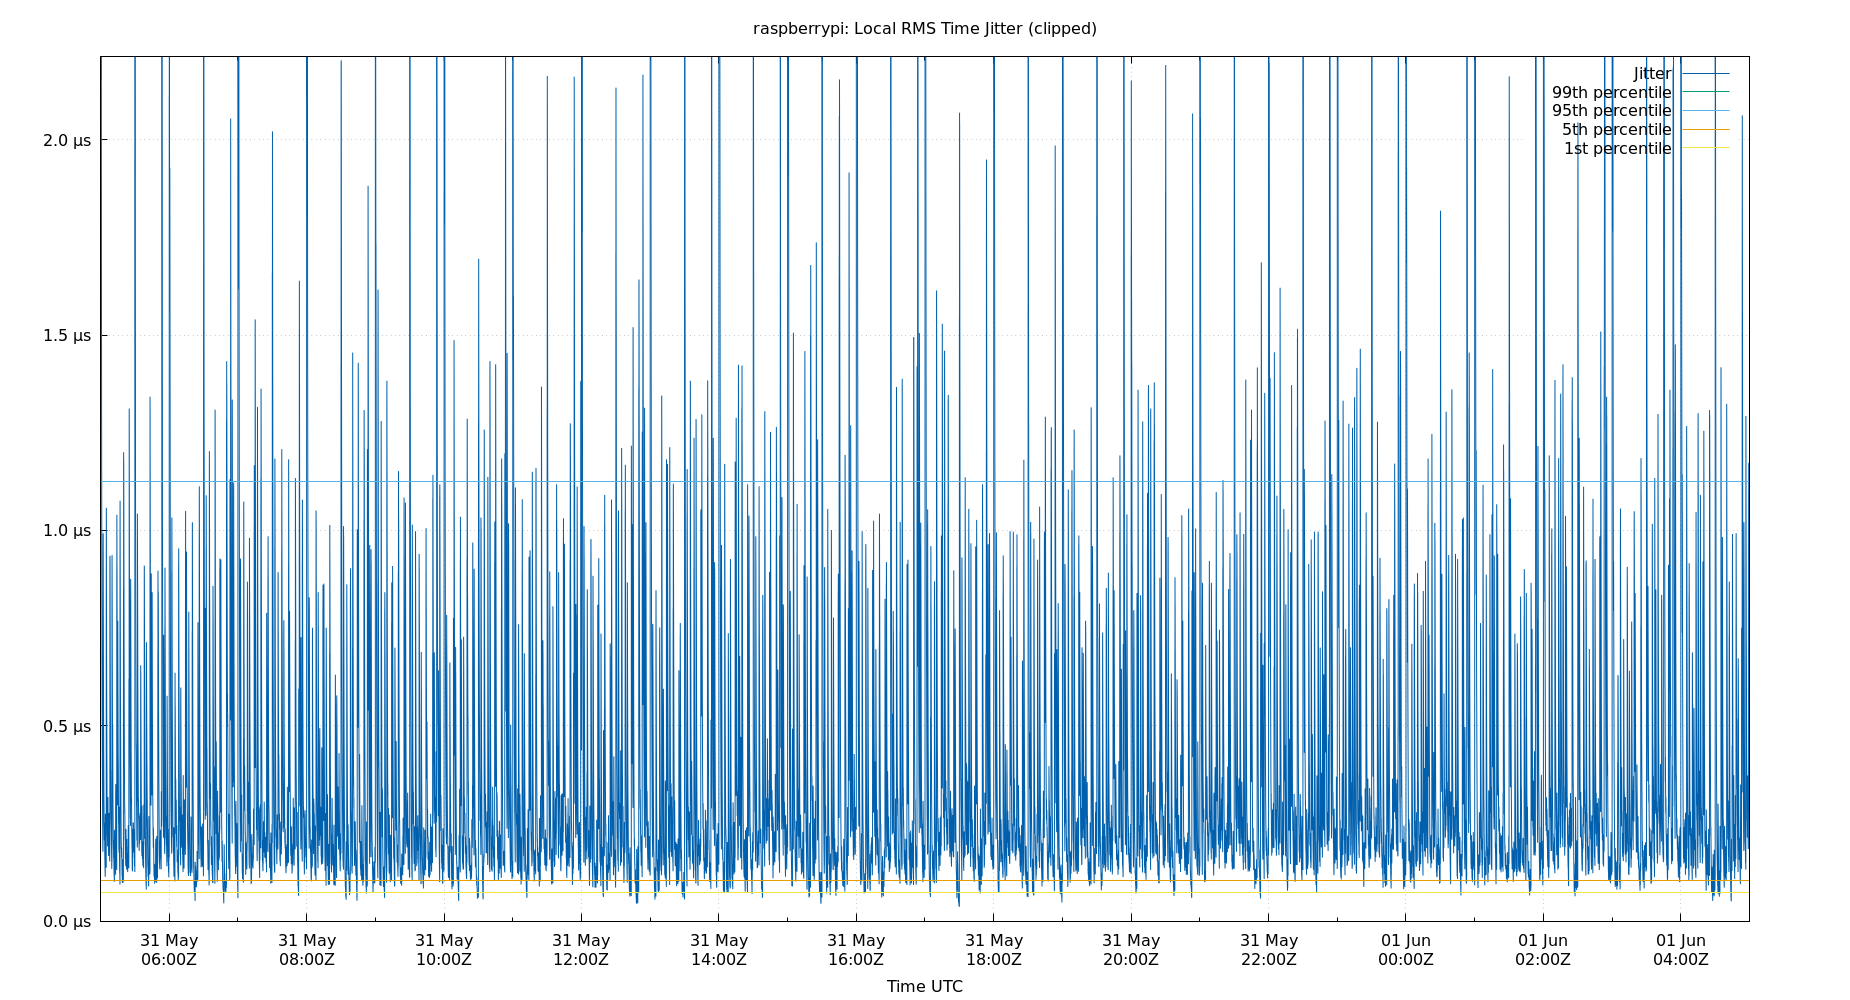 raspberrypi: Local RMS Time Jitter (clipped)
Jitter
99th percentile
95th percentile
5th percentile
1st percentile
2.0 µs
1.5 µs
1.0 µs
0.5 µs
0.0 µs
31 May 31 May 31 May 31 May 31 May 31 May 31 May 31 May 31 May 01 Jun 01 Jun 01 Jun
06:00Z 08:00Z 10:00Z 12:00Z 14:00Z 16:00Z 18:00Z 20:00Z 22:00Z 00:00Z 02:00Z 04:00Z
Time UTC